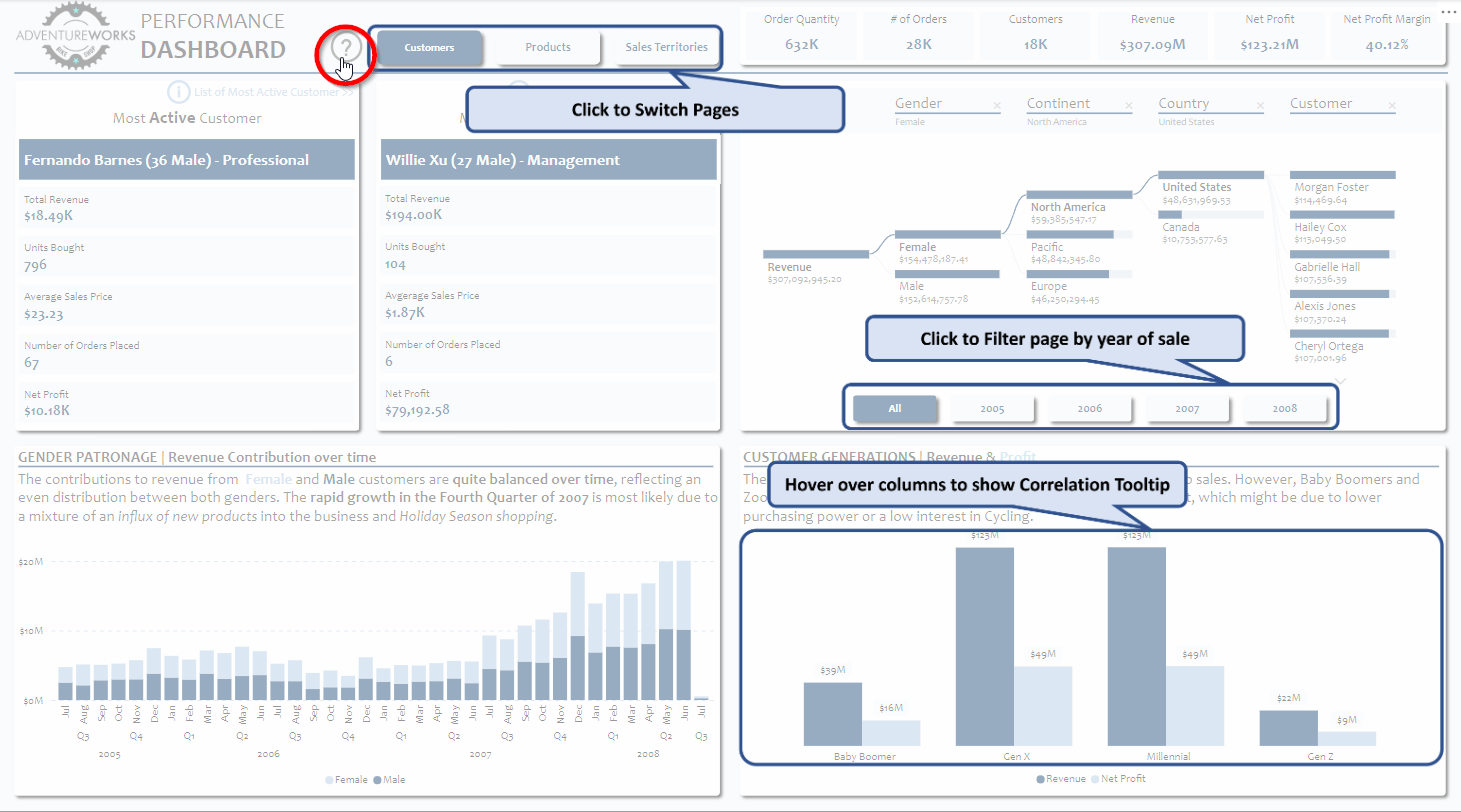 ADVENTUREWORKS
BIKE SHOP
PERFORMANCE
DASHBOARD
?
Customers
Products
Sales Territories
Order Quantity
632K
# of Orders
28K
Customers
18K
Revenue
$307.09M
Net Profit
$123.21M
Net Profit Margin
40.12%
Click to Switch Pages
List of Most Active Customer >>
Most Active Customer
Fernando Barnes (36 Male) - Professional
Total Revenue
$18.49K
Units Bought
796
Average Sales Price
$23.23
Number of Orders Placed
67
Net Profit
$10.18K
Willie Xu (27 Male) - Management
Total Revenue
$194.00K
Units Bought
104
Avgerage Sales Price
$1.87K
Number of Orders Placed
6
Net Profit
$79,192.58
Gender
Female
Continent
North America
Country
United States
Customer
Revenue
$307,092,945.20
Female
$154,478,187.41
Male
$152,614,757.78
North America
$59,385,547.17
Pacific
$48,842,345.80
Europe
$46,250,294.45
United States
$48,631,969.53
Canada
$10,753,577.63
Morgan Foster
$114,469.64
Hailey Cox
$113,049.50
Gabrielle Hall
$107,536.39
Alexis Jones
$107,370.24
Cheryl Ortega
$107,001.96
Click to Filter page by year of sale
All
2005
2006
2007
2008
GENDER PATRONAGE | Revenue Contribution over time
The contributions to revenue from Female and Male customers are quite balanced over time, reflecting an
even distribution between both genders. The rapid growth in the Fourth Quarter of 2007 is most likely due to
a mixture of an influx of new products into the business and Holiday Season shopping.
$20M
$10M
$0M
Jul Aug Sep Oct Nov Dec Jan Feb Mar Apr May Jun Jul Aug Sep Oct Nov Dec Jan Feb Mar Apr May Jun Jul Aug Sep Oct Nov Dec Jan Feb Mar Apr May Jun Jul
Q3 Q4 Q1 Q2 Q3 Q4 Q1 Q2 Q3 Q4 Q1 Q2 Q3
2005 2006 2007 2008
Female Male
CUSTOMER GENERATIONS | Revenue & Profit
Hover over columns to show Correlation Tooltip
The sales. However, Baby Boomers and
Zoo , which might be due to lower
purchasing power or a low interest in Cycling.
$39M
$16M
$123M
$49M
$123M
$49M
$22M
$9M
Baby Boomer
Gen X
Millennial
Gen Z
Revenue Net Profit